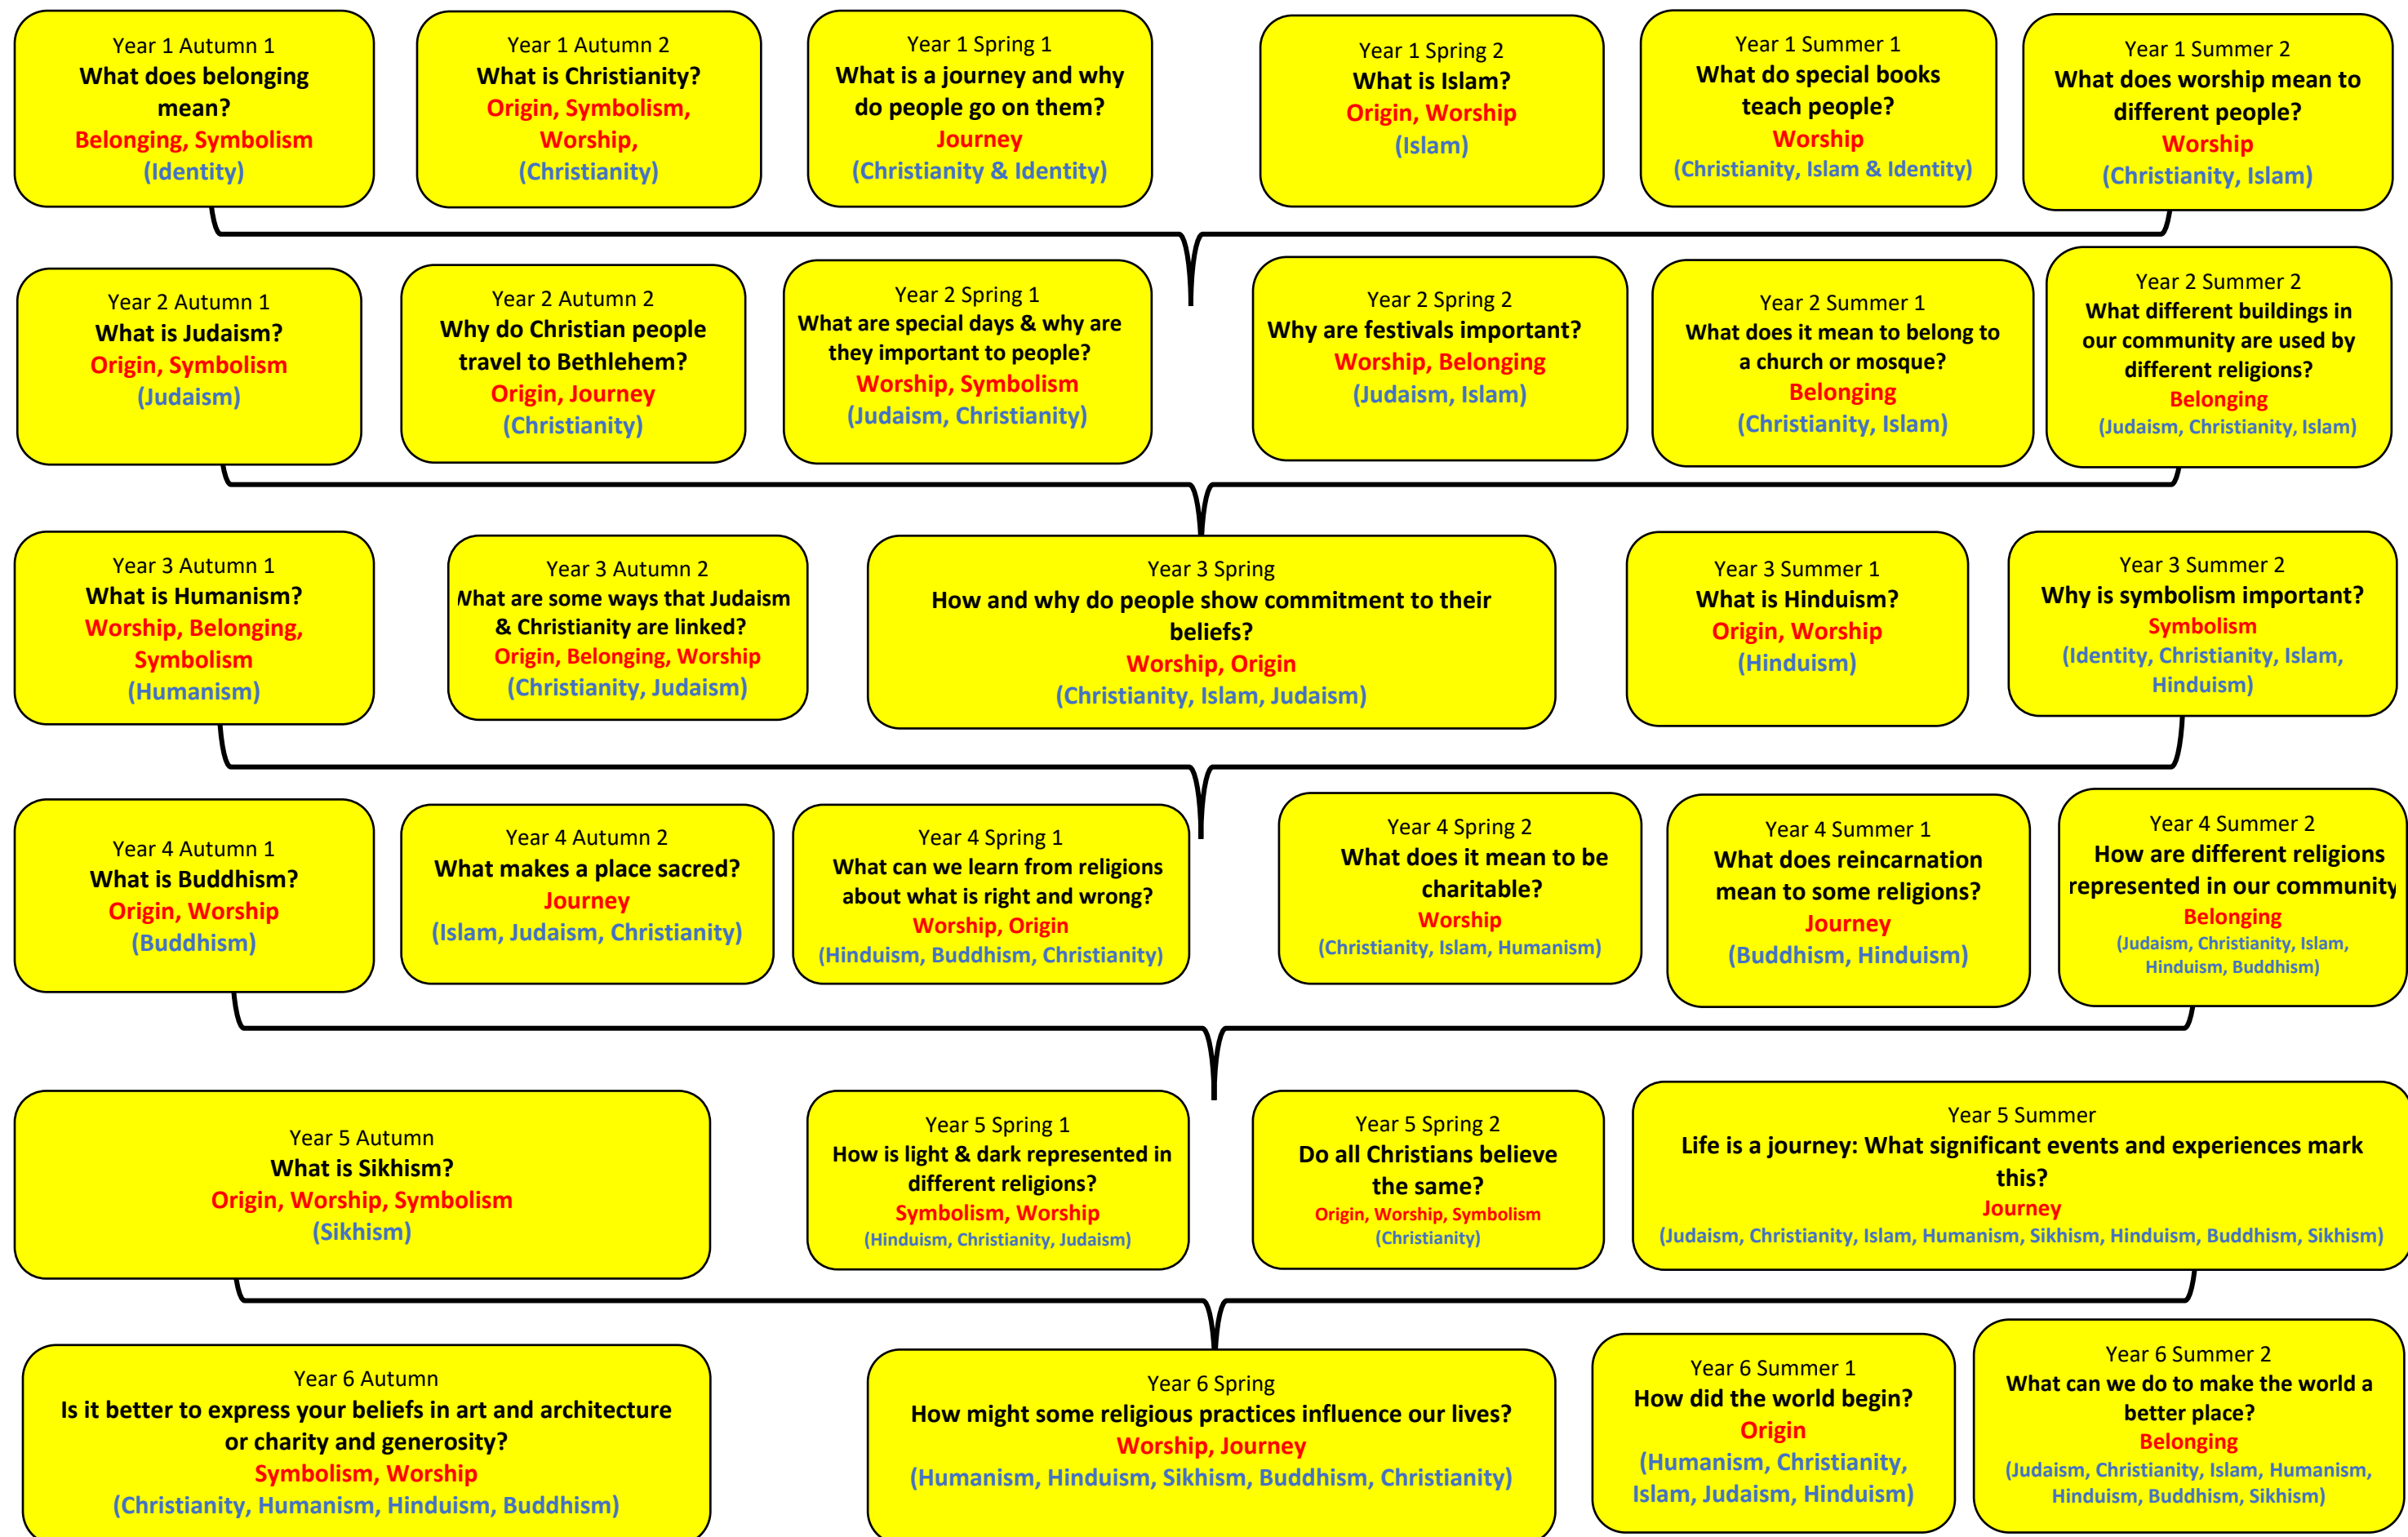 Year 1 Autumn 1
What does belonging
mean?
Belonging, Symbolism
(Identity)
Year 1 Autumn 2
What is Christianity?
Origin, Symbolism,
Worship,
(Christianity)
Year 1 Spring 1
What is a journey and why
do people go on them?
Journey
(Christianity & Identity)
Year 1 Spring 2
What is Islam?
Origin, Worship
(Islam)
Year 1 Summer 1
What do special books
teach people?
Worship
(Christianity, Islam & Identity)
Year 1 Summer 2
What does worship mean to
different people?
Worship
(Christianity, Islam)
Year 2 Autumn 1
What is Judaism?
Origin, Symbolism
(Judaism)
Year 2 Autumn 2
Why do Christian people
travel to Bethlehem?
Origin, Journey
(Christianity)
Year 2 Spring 1
What are special days & why are
they important to people?
Worship, Symbolism
(Judaism, Christianity)
Year 2 Spring 2
Why are festivals important?
Worship, Belonging
(Judaism, Islam)
Year 2 Summer 1
What does it mean to belong to
a church or mosque?
Belonging
(Christianity, Islam)
Year 2 Summer 2
What different buildings in
our community are used by
different religions?
Belonging
(Judaism, Christianity, Islam)
Year 3 Autumn 1
What is Humanism?
Worship, Belonging,
Symbolism
(Humanism)
Year 3 Autumn 2
What are some ways that Judaism
& Christianity are linked?
Origin, Belonging, Worship
(Christianity, Judaism)
Year 3 Spring
How and why do people show commitment to their
beliefs?
Worship, Origin
(Christianity, Islam, Judaism)
Year 3 Summer 1
What is Hinduism?
Origin, Worship
(Hinduism)
Year 3 Summer 2
Why is symbolism important?
Symbolism
(Identity, Christianity, Islam,
Hinduism)
Year 4 Autumn 1
What is Buddhism?
Origin, Worship
(Buddhism)
Year 4 Autumn 2
What makes a place sacred?
Journey
(Islam, Judaism, Christianity)
Year 4 Spring 1
What can we learn from religions
about what is right and wrong?
Worship, Origin
(Hinduism, Buddhism, Christianity)
Year 4 Spring 2
What does it mean to be
charitable?
Worship
(Christianity, Islam, Humanism)
Year 4 Summer 1
What does reincarnation
mean to some religions?
Journey
(Buddhism, Hinduism)
Year 4 Summer 2
How are different religions
represented in our community
Belonging
(Judaism, Christianity, Islam,
Hinduism, Buddhism)
Year 5 Autumn
What is Sikhism?
Origin, Worship, Symbolism
(Sikhism)
Year 5 Spring 1
How is light & dark represented in
different religions?
Symbolism, Worship
(Hinduism, Christianity, Judaism)
Year 5 Spring 2
Do all Christians believe
the same?
Origin, Worship, Symbolism
(Christianity)
Year 5 Summer
Life is a journey: What significant events and experiences mark
this?
Journey
(Judaism, Christianity, Islam, Humanism, Sikhism, Hinduism, Buddhism, Sikhism)
Year 6 Autumn
Is it better to express your beliefs in art and architecture
or charity and generosity?
Symbolism, Worship
(Christianity, Humanism, Hinduism, Buddhism)
Year 6 Spring
How might some religious practices influence our lives?
Worship, Journey
(Humanism, Hinduism, Sikhism, Buddhism, Christianity)
Year 6 Summer 1
How did the world begin?
Origin
(Humanism, Christianity,
Islam, Judaism, Hinduism)
Year 6 Summer 2
What can we do to make the world a
better place?
Belonging
(Judaism, Christianity, Islam, Humanism,
Hinduism, Buddhism, Sikhism)